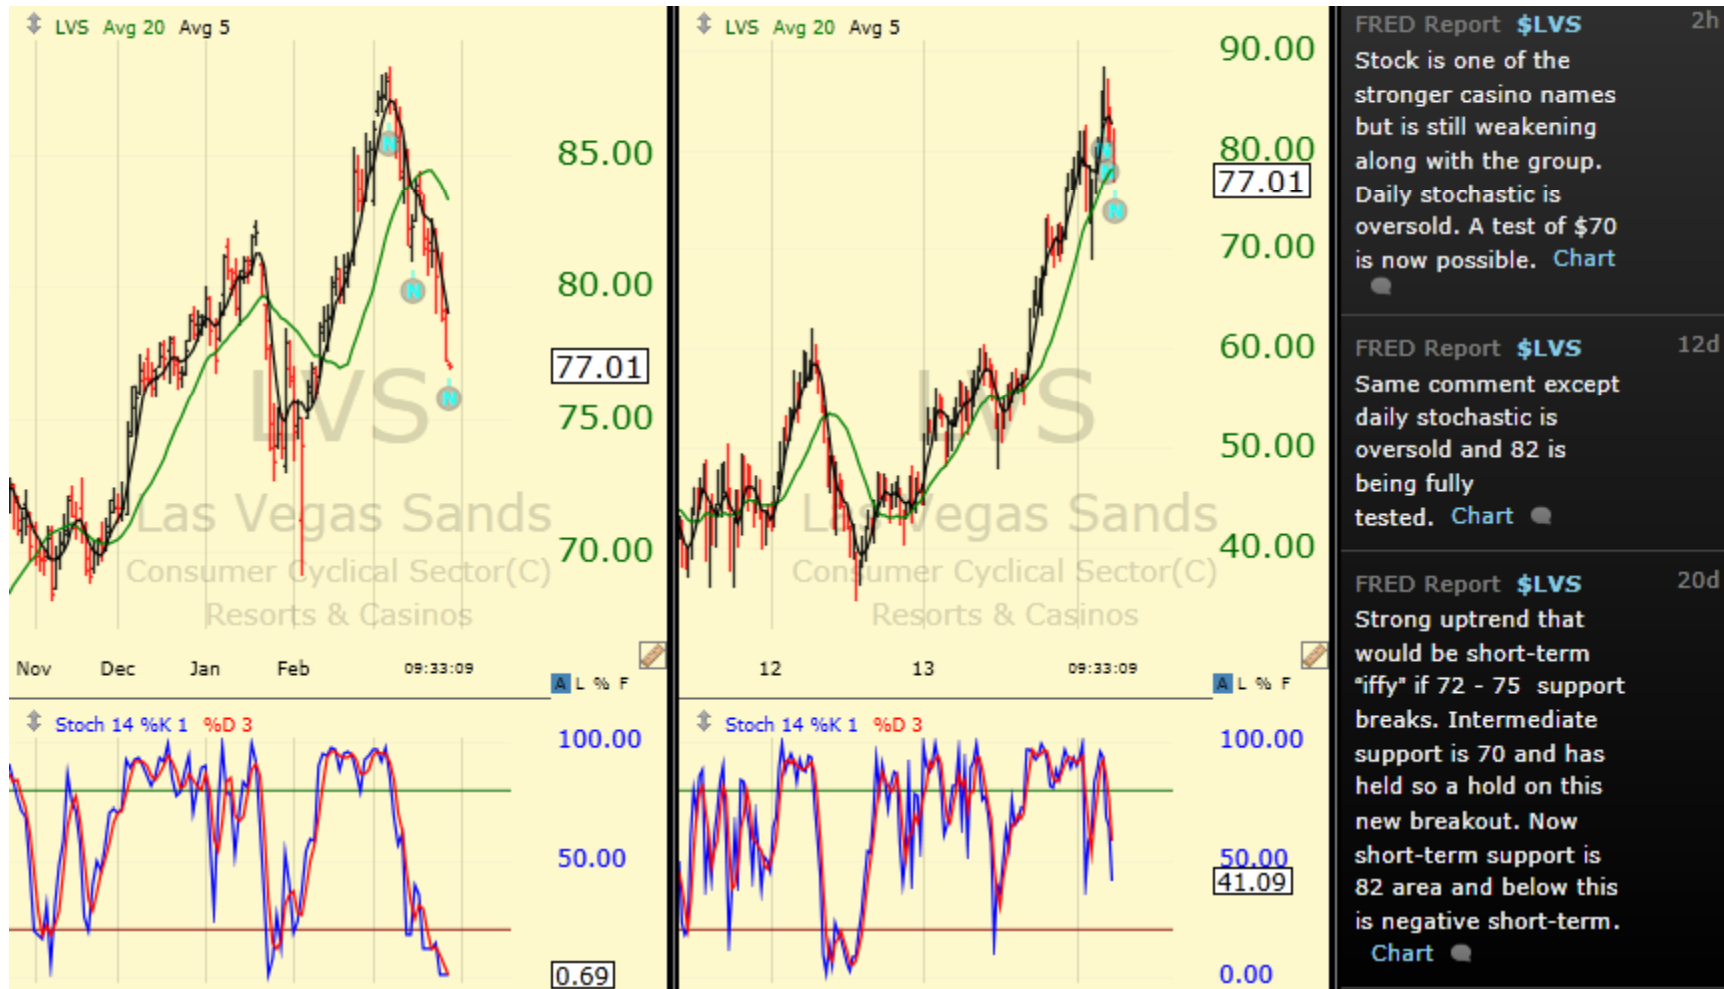 LVS Avg 20 Avg 5
85.00
80.00
77.01
75.00
70.00
LVS
Las Vegas Sands
Consumer Cyclical Sector(C)
Resorts & Casinos
N
N
N
Nov Dec Jan Feb 09:33:09
A L % F
Stoch 14 %K 1 %D 3
100.00
50.00
0.69
LVS Avg 20 Avg 5
90.00
80.00
77.01
70.00
60.00
50.00
40.00
LVS
Las Vegas Sands
Consumer Cyclical Sector(C)
Resorts & Casinos
N
N
12 13 09:33:09
A L % F
Stoch 14 %K 1 %D 3
100.00
50.00
41.09
0.00
FRED Report $LVS 2h
Stock is one of the
stronger casino names
but is still weakening
along with the group.
Daily stochastic is
oversold. A test of $70
is now possible. Chart
FRED Report $LVS 12d
Same comment except
daily stochastic is
oversold and 82 is
being fully
tested. Chart
FRED Report $LVS 20d
Strong uptrend that
would be short-term
"iffy" if 72 - 75 support
breaks. Intermediate
support is 70 and has
held so a hold on this
new breakout. Now
short-term support is
82 area and below this
is negative short-term.
Chart